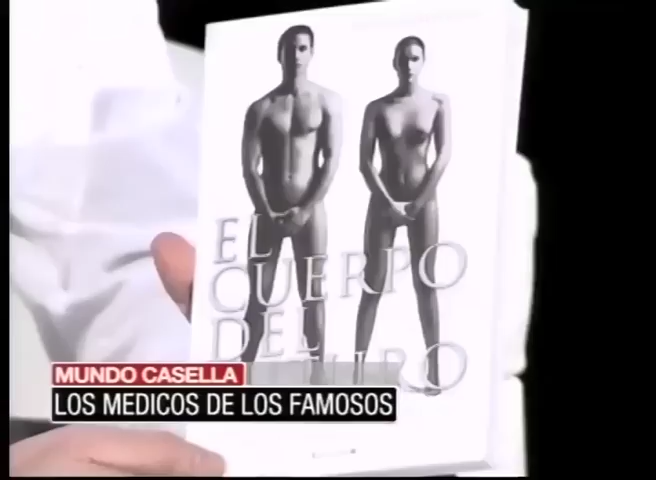 EL
CUERPO
DEL
MUNDO CASELLA
LOS MEDICOS DE LOS FAMOSOS